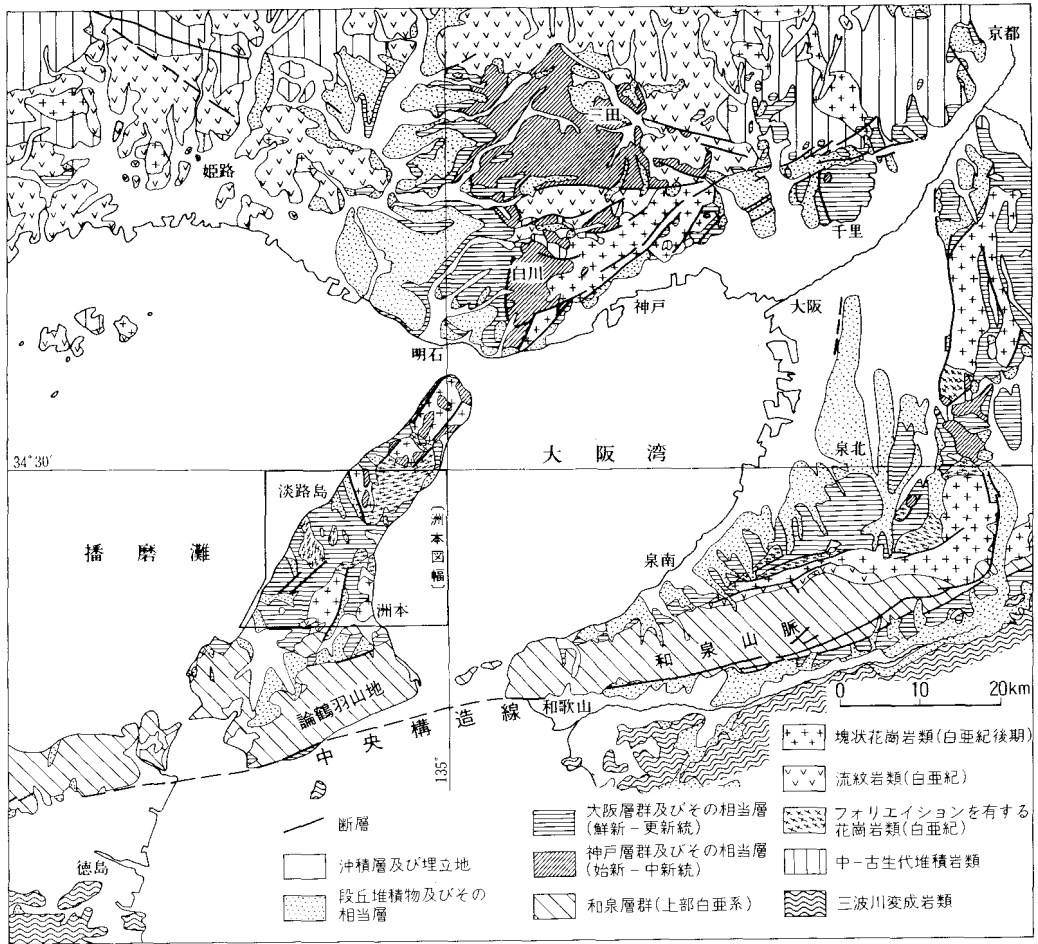 京都
三田
姫路
千里
白川
神戸
大阪
明石
大阪湾
泉北
34°30′
淡路島
(洲本図幅)
播磨灘
泉南
洲本
和泉山脈
0 10 20km
論鶴羽山地
和歌山
中央構造線
135°
徳島
断層
沖積層及び埋立地
段丘堆積物及びその
相当層
大阪層群及びその相当層
(鮮新-更新統)
神戸層群及びその相当層
(始新-中新統)
和泉層群(上部白亜系)
塊状花崗岩類(白亜紀後期)
流紋岩類(白亜紀)
フォリエイションを有する
花崗岩類(白亜紀)
中-古生代堆積岩類
三波川変成岩類